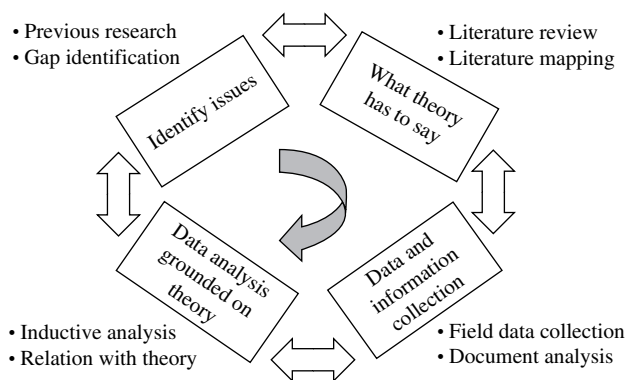 • Previous research
• Gap identification
• Literature review
• Literature mapping
Identify issues
What theory
has to say
Data analysis
grounded on
theory
Data and
information
collection
• Inductive analysis
• Relation with theory
• Field data collection
• Document analysis